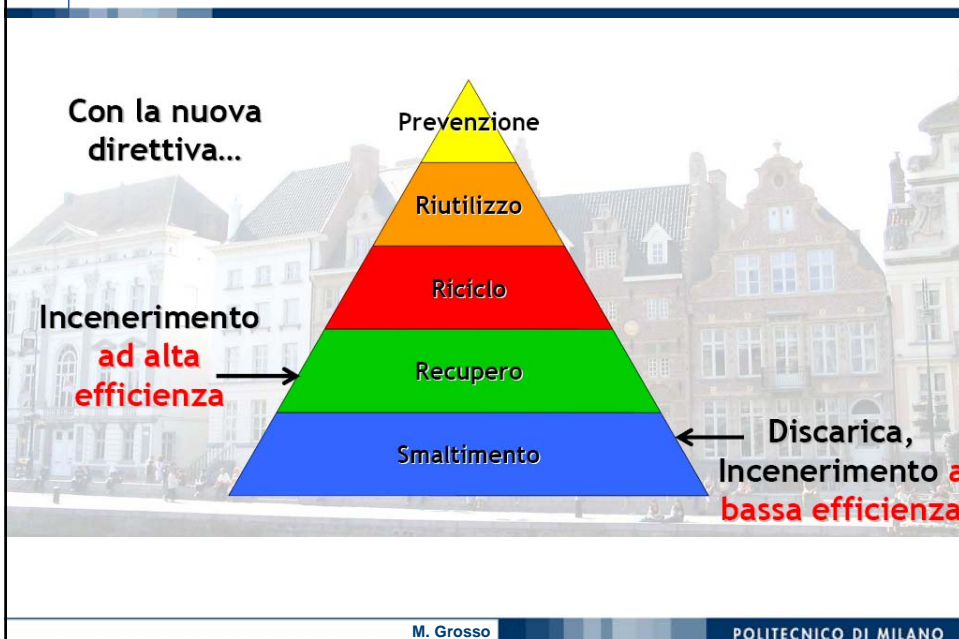 Con la nuova
direttiva...
Prevenzione
Riutilizzo
Riciclo
Incenerimento
ad alta
efficienza
Recupero
Smaltimento
Discarica,
Incenerimento a
bassa efficienza
M. Grosso
POLITECNICO DI MILANO